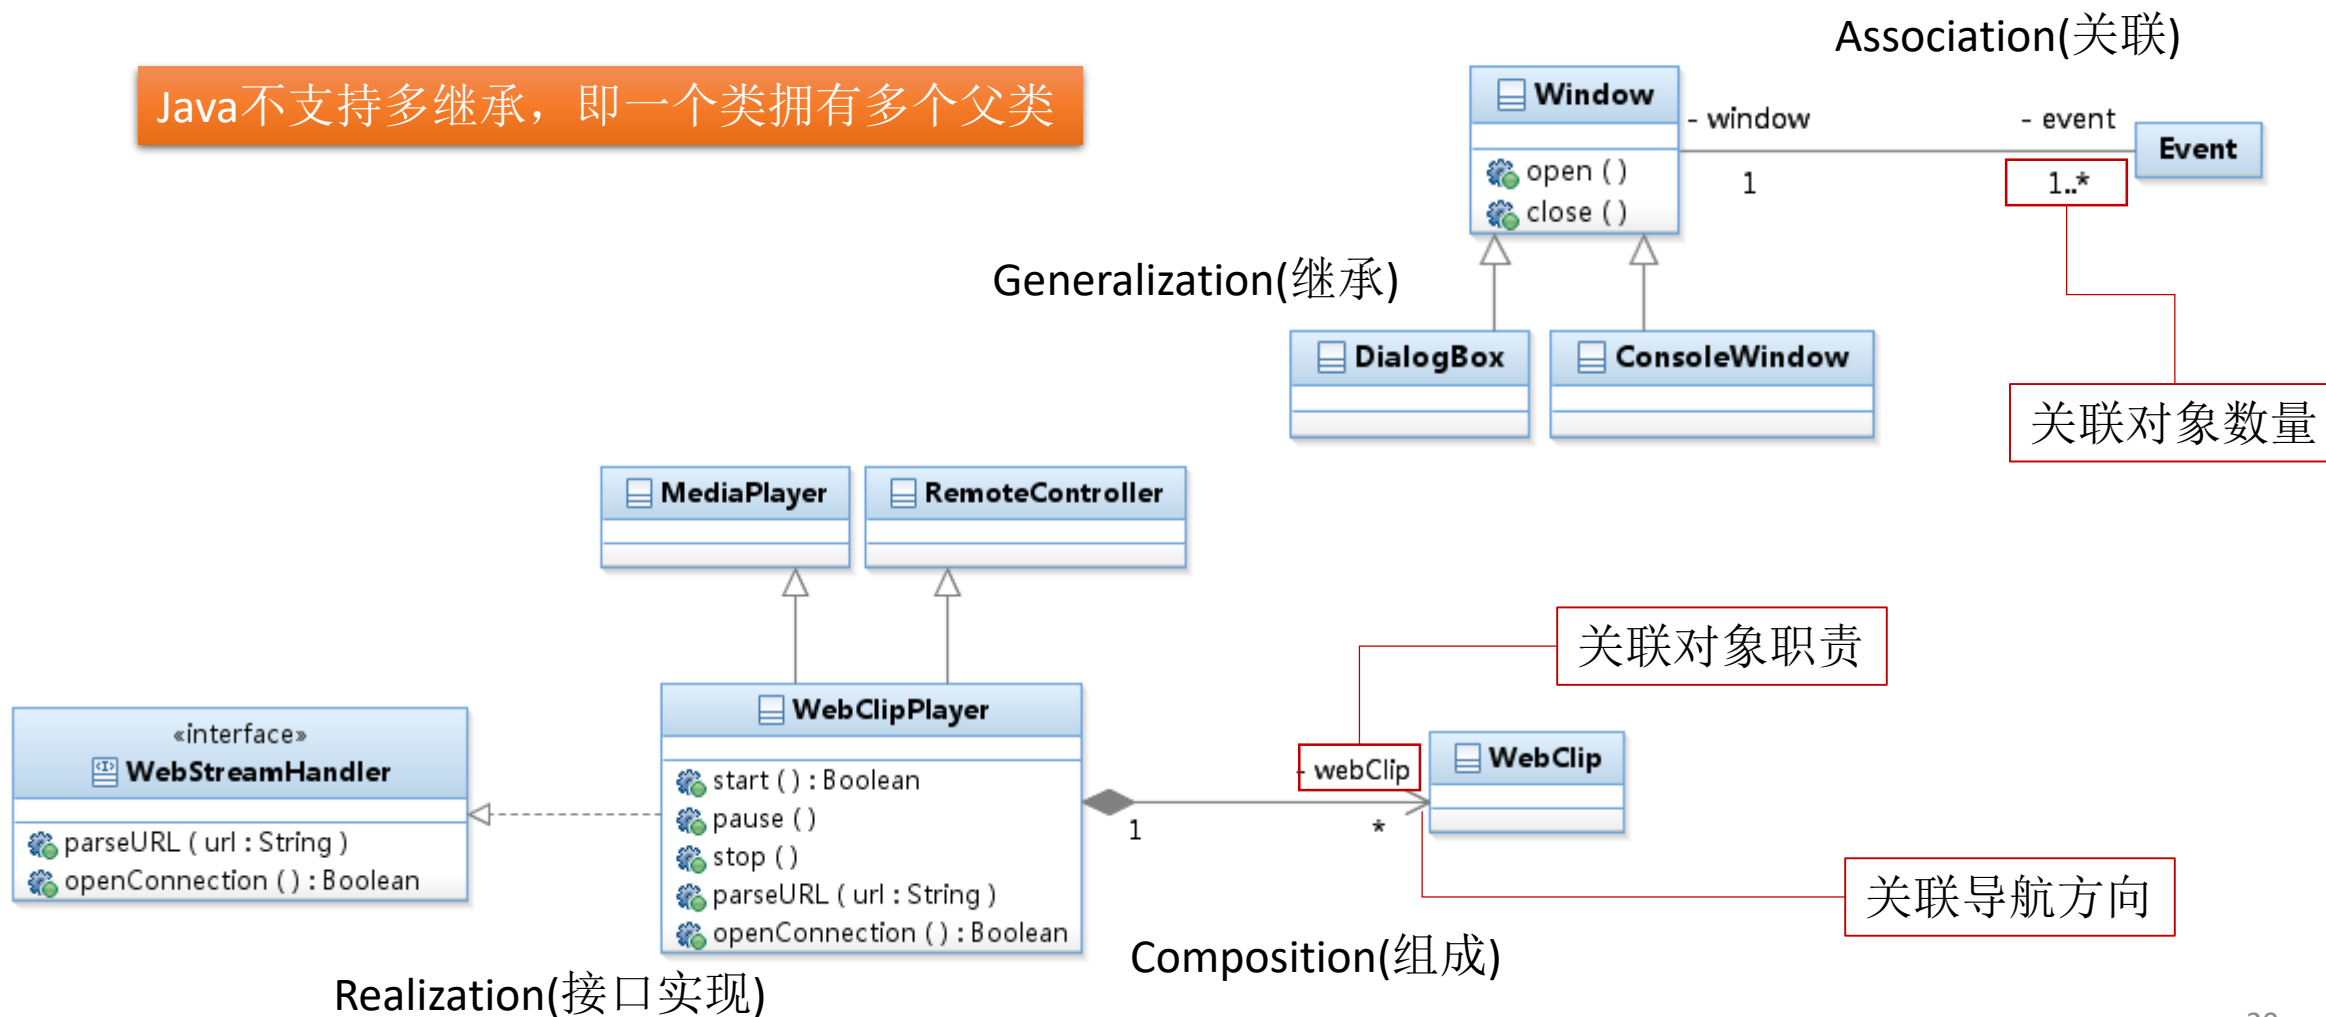 Association(关联)
Java不支持多继承，即一个类拥有多个父类
Window
- window
- event
Event
open ( )
1
1..*
close ( )
Generalization(继承)
DialogBox
ConsoleWindow
关联对象数量
MediaPlayer
RemoteController
关联对象职责
WebClipPlayer
«interface»
WebStreamHandler
- webClip
WebClip
start ( ) : Boolean
pause ( )
1
*
stop ( )
parseURL ( url : String )
openConnection ( ) : Boolean
parseURL ( url : String )
openConnection ( ) : Boolean
关联导航方向
Composition(组成)
Realization(接口实现)